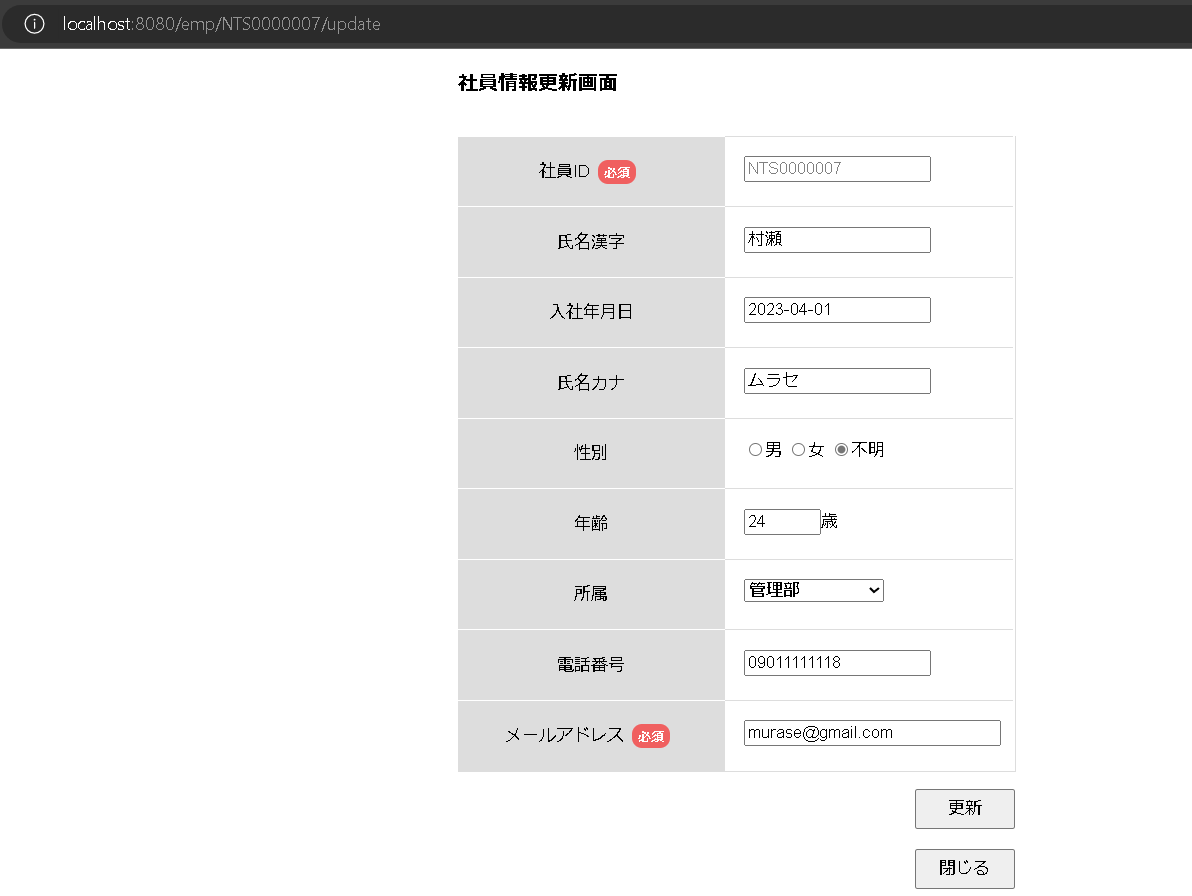 localhost:8080/emp/NTS0000007/update
社員情報更新画面
社員ID 必須 NTS0000007
氏名漢字 村瀬
入社年月日 2023-04-01
氏名カナ ムラセ
性別 男 女 不明
年齢 24 歳
所属 管理部
電話番号 09011111118
メールアドレス 必須 murase@gmail.com
更新
閉じる